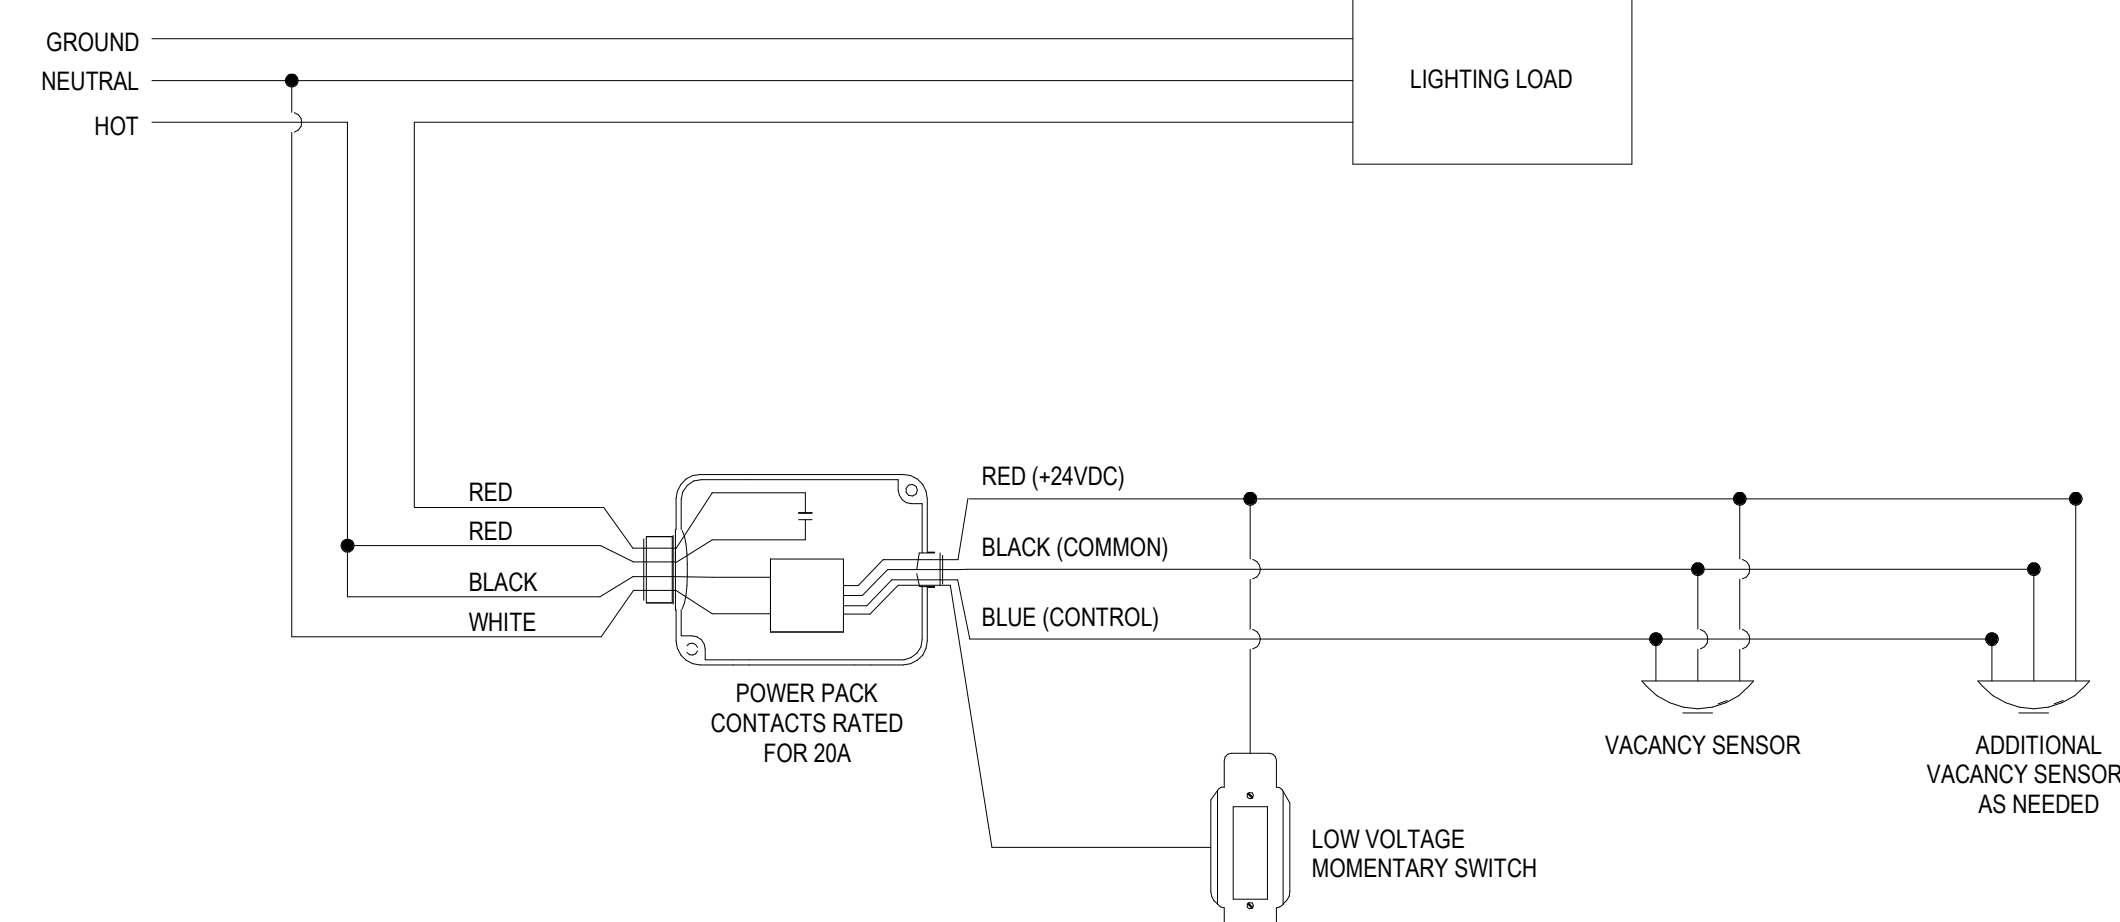 GROUND
NEUTRAL
HOT
LIGHTING LOAD
RED
RED
BLACK
WHITE
RED (+24VDC)
BLACK (COMMON)
BLUE (CONTROL)
POWER PACK
CONTACTS RATED
FOR 20A
VACANCY SENSOR
ADDITIONAL
VACANCY SENSOR
AS NEEDED
LOW VOLTAGE
MOMENTARY SWITCH